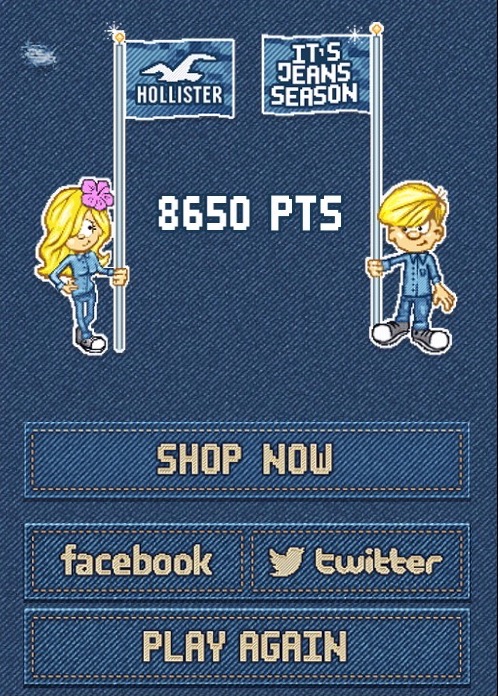 HOLLISTER
IT'S
JEANS
SEASON
8650 PTS
SHOP NOW
facebook
twitter
PLAY AGAIN